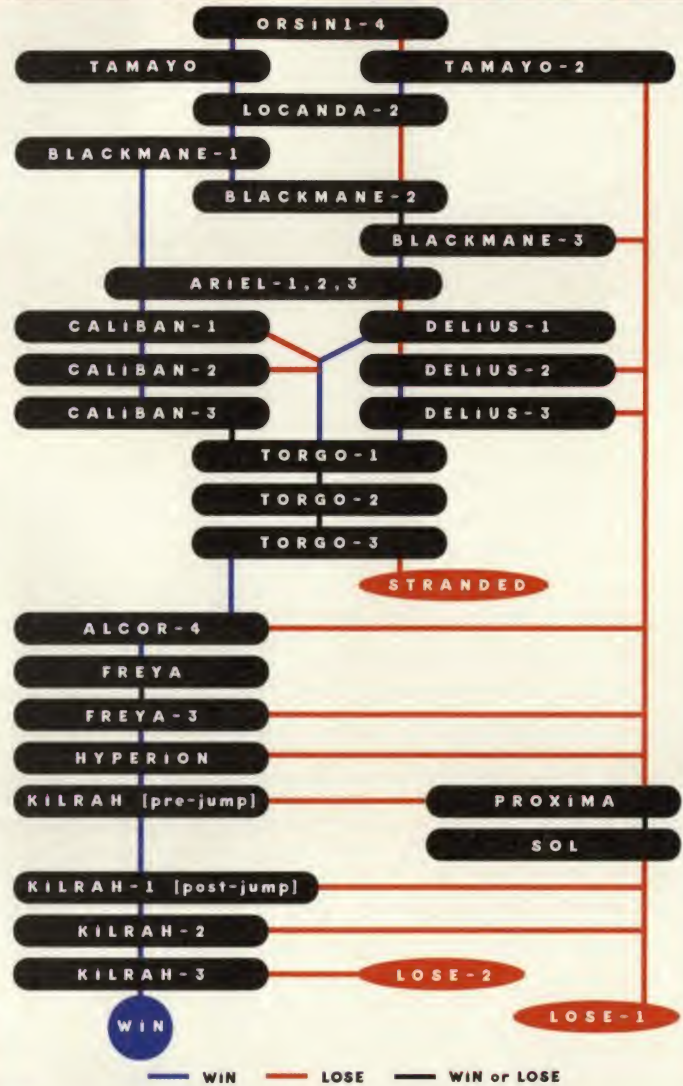 ORSiN1-4
TAMAYO
TAMAYO-2
LOCANDA-2
BLACKMANE-1
BLACKMANE-2
BLACKMANE-3
ARiEL-1,2,3
CALiBAN-1
DELiUS-1
CALiBAN-2
DELiUS-2
CALiBAN-3
DELiUS-3
TORGO-1
TORGO-2
TORGO-3
STRANDED
ALCOR-4
FREYA
FREYA-3
HYPERiON
KiLRAH [pre-jump]
PROXiMA
SOL
KiLRAH-1 [post-jump]
KiLRAH-2
KiLRAH-3
LOSE-2
WiN
LOSE-1
WiN LOSE WiN or LOSE